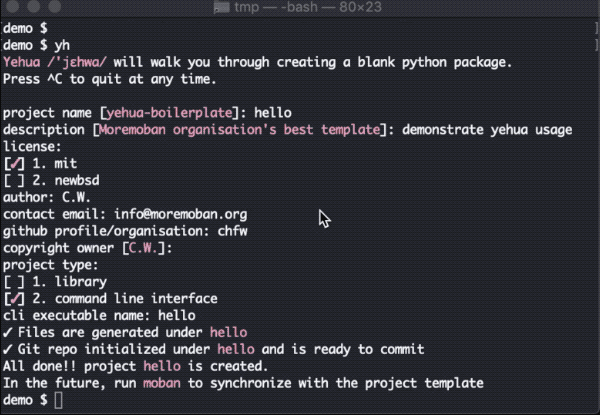 tmp — -bash — 80×23
demo $
demo $ yh
Yehua /'jɛhwa/ will walk you through creating a blank python package.
Press ^C to quit at any time.
project name [yehua-boilerplate]: hello
description [Moremoban organisation's best template]: demonstrate yehua usage
license:
[✓] 1. mit
[ ] 2. newbsd
author: C.W.
contact email: info@moremoban.org
github profile/organisation: chfw
copyright owner [C.W.]:
project type:
[ ] 1. library
[✓] 2. command line interface
cli executable name: hello
✓ Files are generated under hello
✓ Git repo initialized under hello and is ready to commit
All done!! project hello is created.
In the future, run moban to synchronize with the project template
demo $